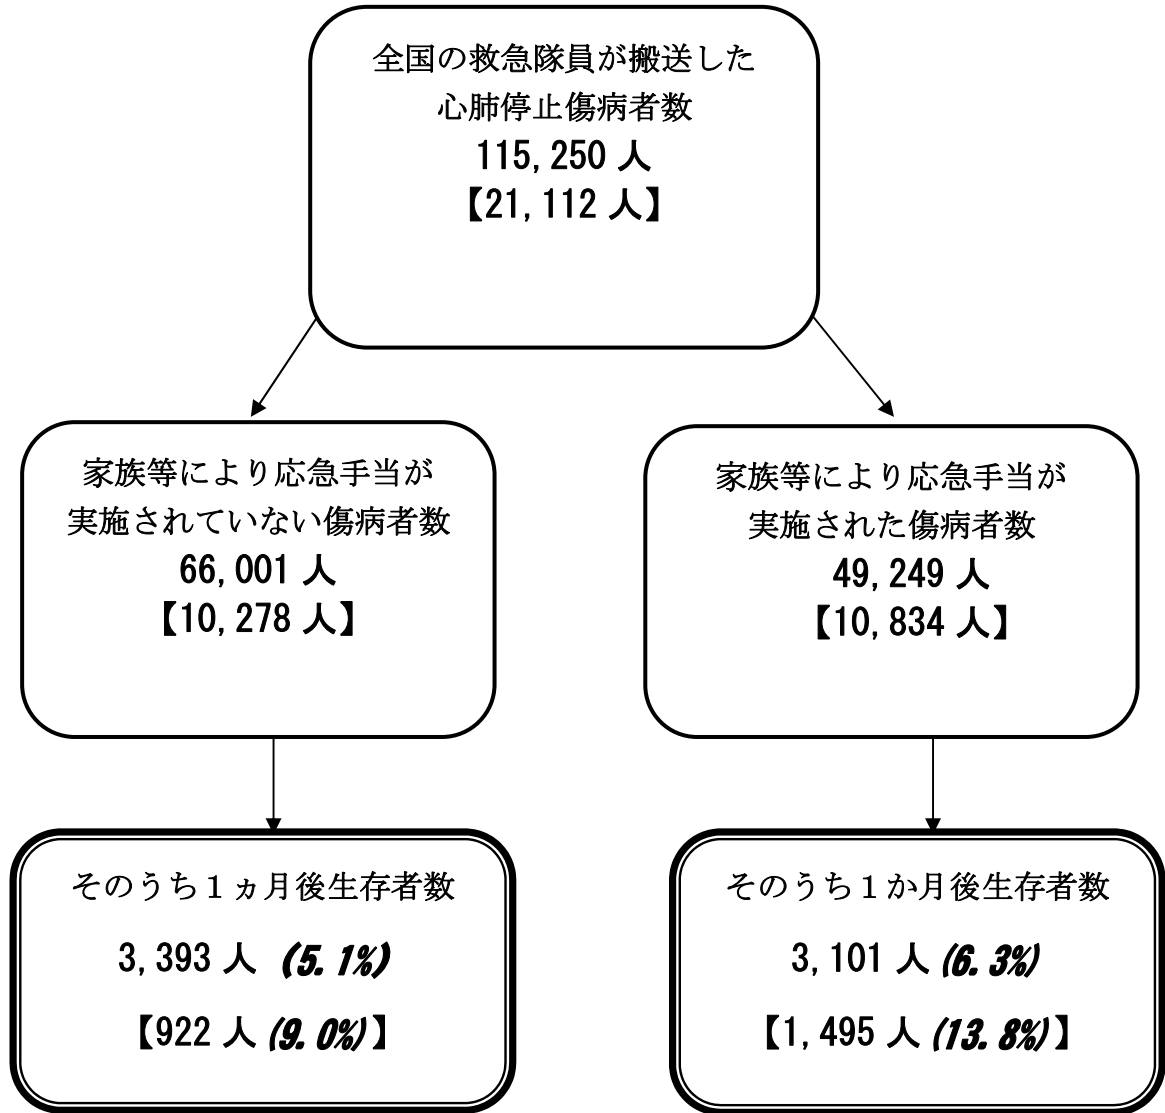 全国の救急隊員が搬送した
心肺停止傷病者数
115,250 人
【21,112 人】
家族等により応急手当が
実施されていない傷病者数
66,001 人
【10,278 人】
家族等により応急手当が
実施された傷病者数
49,249 人
【10,834 人】
そのうち１ヵ月後生存者数
3,393 人 (5.1%)
【922 人 (9.0%)】
そのうち１か月後生存者数
3,101 人 (6.3%)
【1,495 人 (13.8%)】